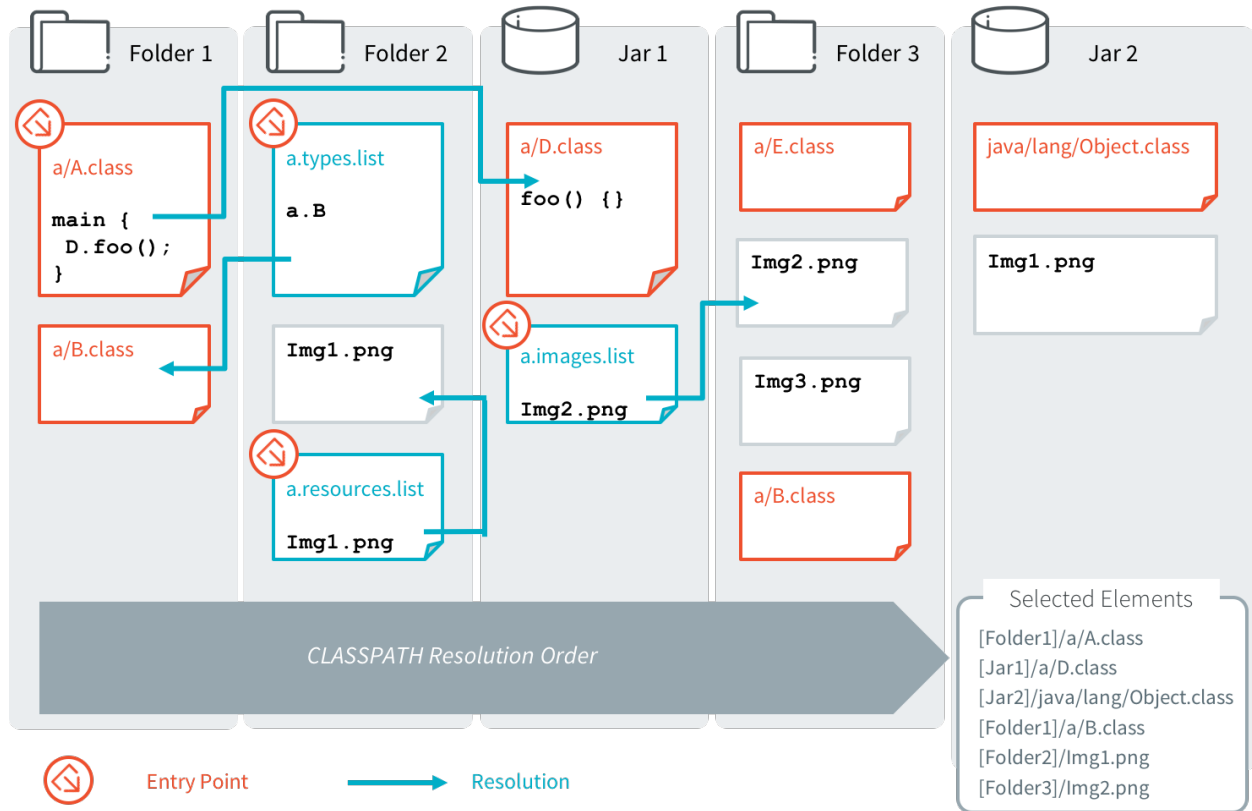 Folder 1
Folder 2
Jar 1
Folder 3
Jar 2
a/A.class
main {
D.foo();
}
a/B.class
a.types.list
a.B
Img1.png
a.resources.list
Img1.png
a/D.class
foo() {}
a.images.list
Img2.png
a/E.class
Img2.png
Img3.png
a/B.class
java/lang/Object.class
Img1.png
CLASSPATH Resolution Order
Selected Elements
[Folder1]/a/A.class
[Jar1]/a/D.class
[Jar2]/java/lang/Object.class
[Folder1]/a/B.class
[Folder2]/Img1.png
[Folder3]/Img2.png
Entry Point
Resolution